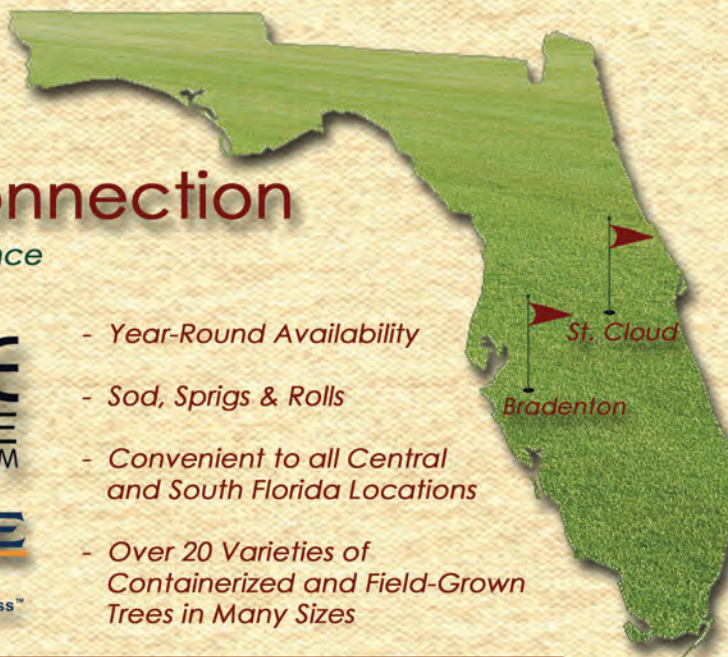 onnection
nce
- Year-Round Availability
- Sod, Sprigs & Rolls
- Convenient to all Central
and South Florida Locations
- Over 20 Varieties of
Containerized and Field-Grown
Trees in Many Sizes
St. Cloud
Bradenton
M
E
ss™